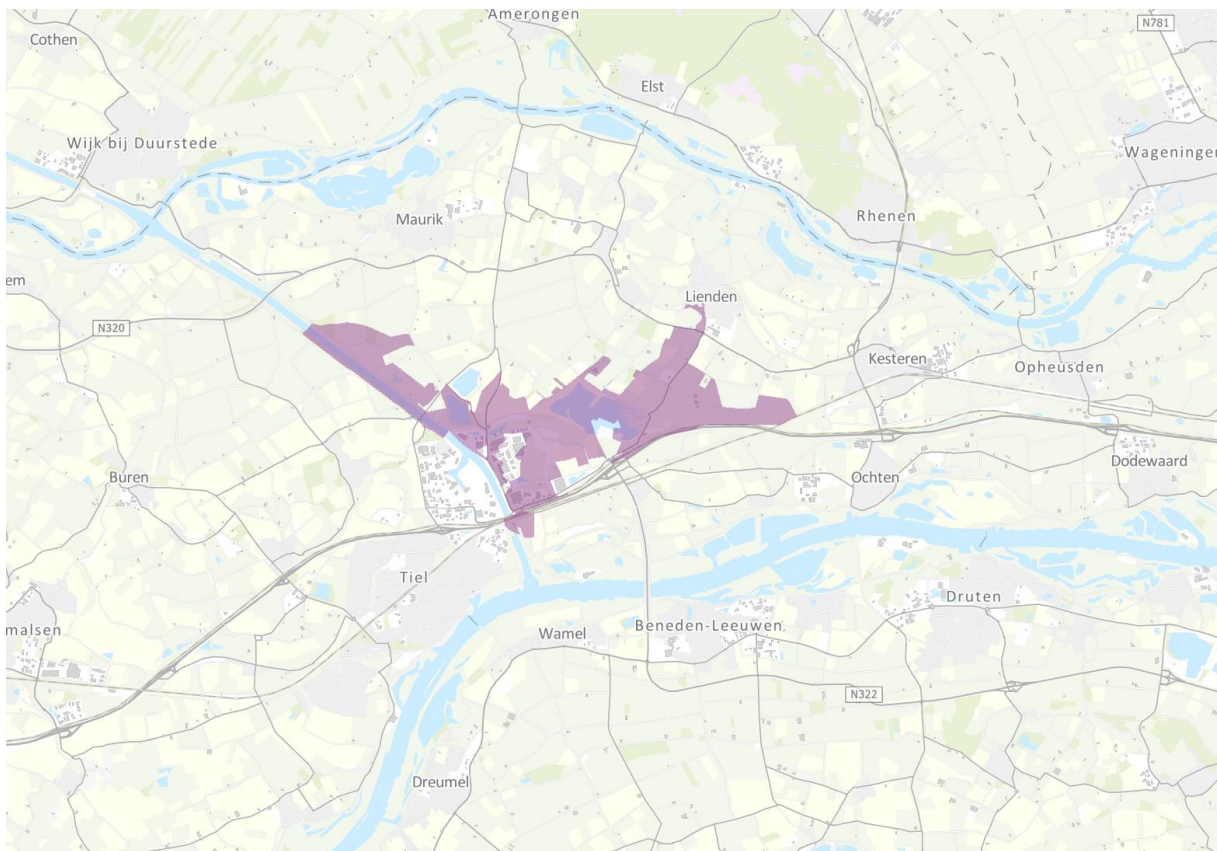 Amerongen
N781
Cothen
Elst
Wijk bij Duurstede
Wageningen
Maurik
Rhenen
em
Lienden
N320
Kesteren
Opheusden
Buren
Ochten
Dodewaard
Tiel
Druten
malsen
Wamel
Beneden-Leeuwen
N322
Dreumel